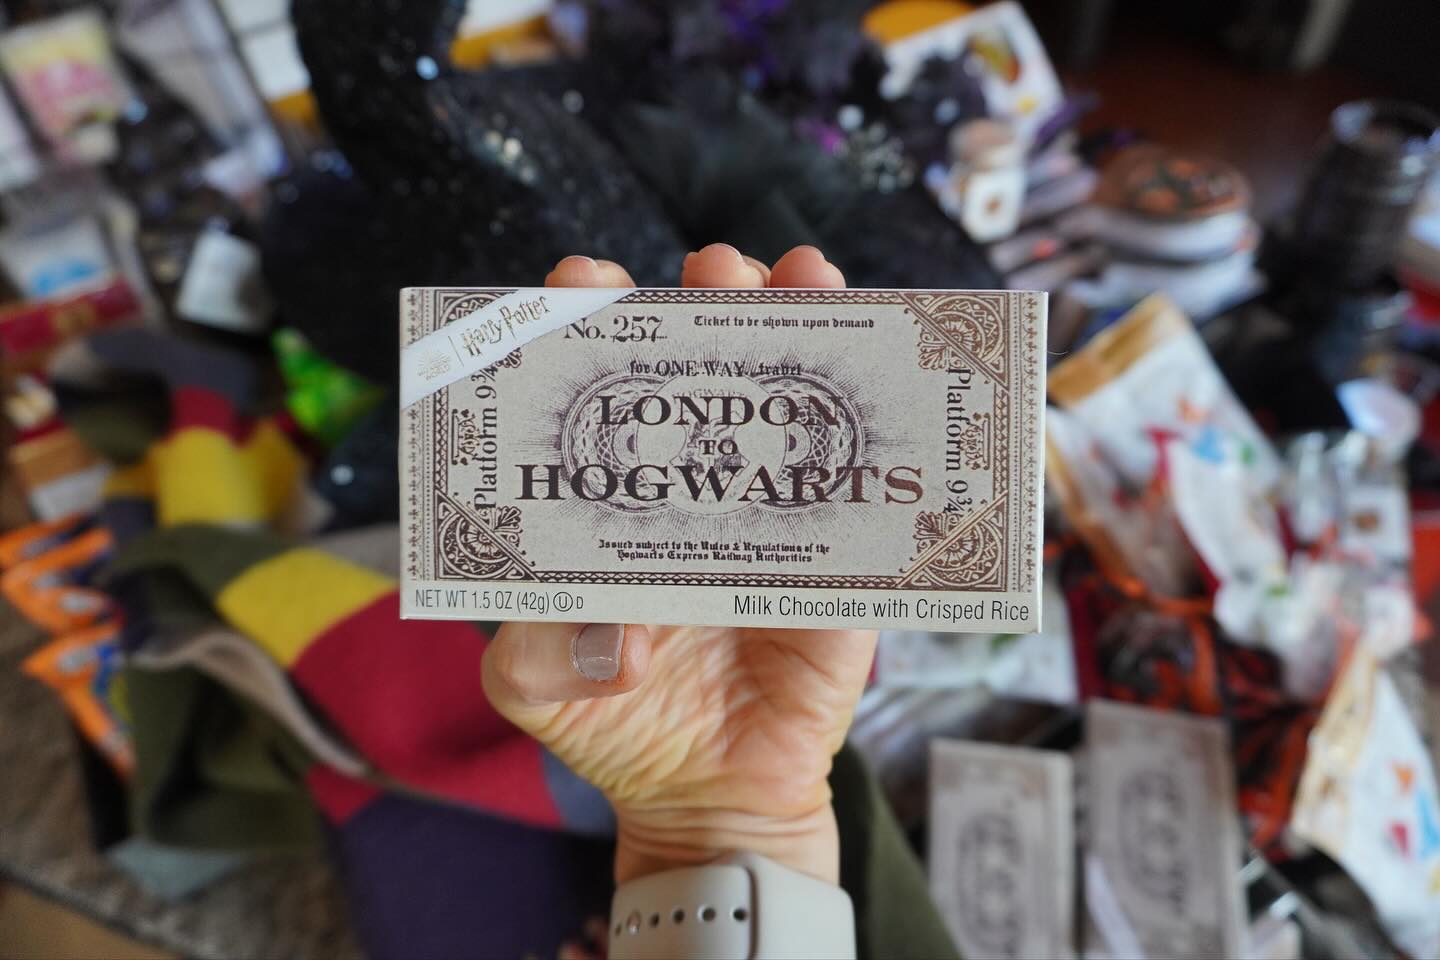 Harry Potter
No. 257
Ticket to be shown upon demand
for ONE WAY travel
HOGWARTS
LONDON
TO
HOGWARTS
Platform 9¾
Platform 9¾
Issued subject to the Rules & Regulations of the
Hogwarts Express Railway Authorities
NET WT 1.5 OZ (42g) Ⓤ D
Milk Chocolate with Crisped Rice